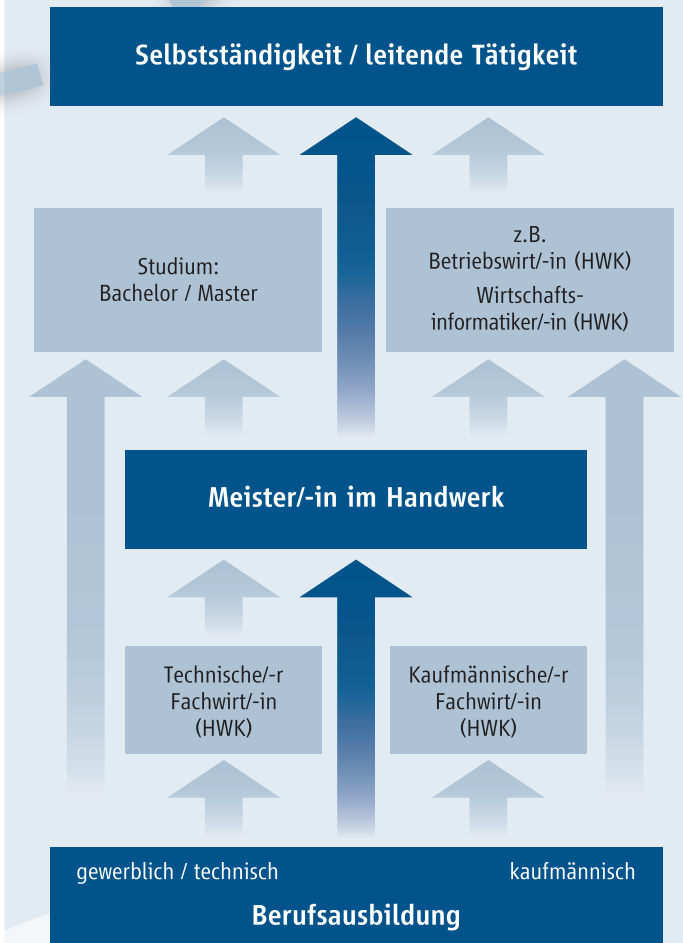 Selbstständigkeit / leitende Tätigkeit
Studium:
Bachelor / Master
z.B.
Betriebswirt/-in (HWK)
Wirtschafts-
informatiker/-in (HWK)
Meister/-in im Handwerk
Technische/-r
Fachwirt/-in
(HWK)
Kaufmännische/-r
Fachwirt/-in
(HWK)
gewerblich / technisch
kaufmännisch
Berufsausbildung